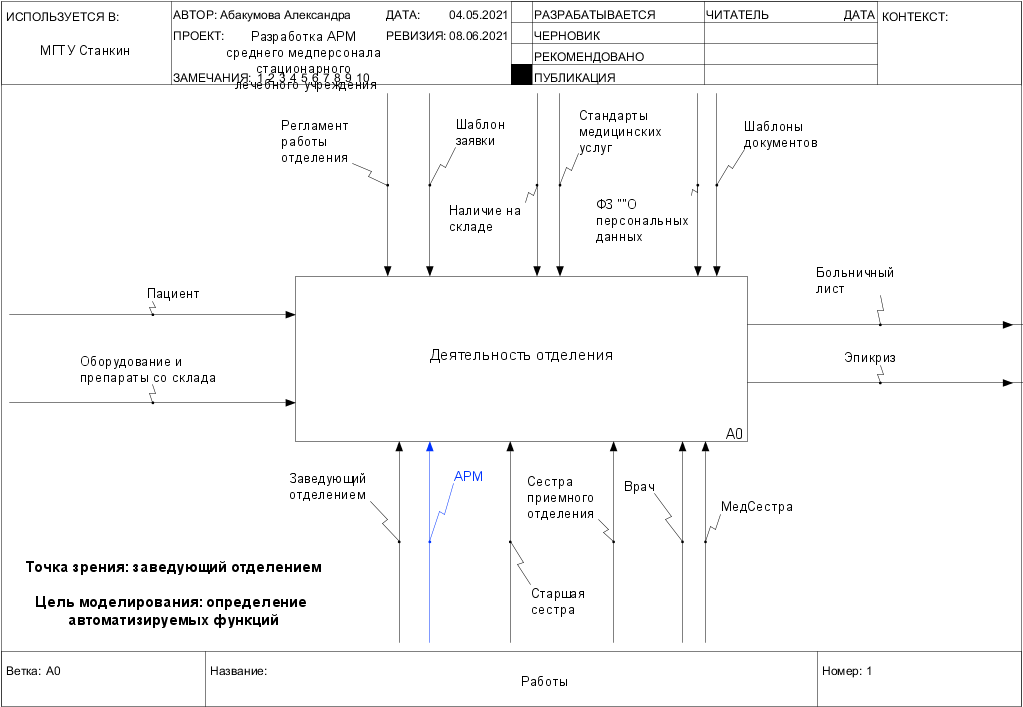 ИСПОЛЬЗУЕТСЯ В:
МГТУ Станкин
АВТОР: Абакумова Александра
ДАТА: 04.05.2021
ПРОЕКТ: Разработка АРМ
среднего медперсонала
стационарного
лечебного учреждения
РЕВИЗИЯ: 08.06.2021
ЗАМЕЧАНИЯ: 1 2 3 4 5 6 7 8 9 10
РАЗРАБАТЫВАЕТСЯ
ЧЕРНОВИК
РЕКОМЕНДОВАНО
ПУБЛИКАЦИЯ
ЧИТАТЕЛЬ ДАТА
КОНТЕКСТ:
Регламент
работы
отделения
Шаблон
заявки
Наличие на
складе
Стандарты
медицинских
услуг
ФЗ ""О
персональных
данных
Шаблоны
документов
Пациент
Оборудование и
препараты со склада
Деятельность отделения
A0
Больничный
лист
Эпикриз
Заведующий
отделением
АРМ
Старшая
сестра
Сестра
приемного
отделения
Врач
МедСестра
Точка зрения: заведующий отделением
Цель моделирования: определение
автоматизируемых функций
Ветка: A0
Название:
Работы
Номер: 1